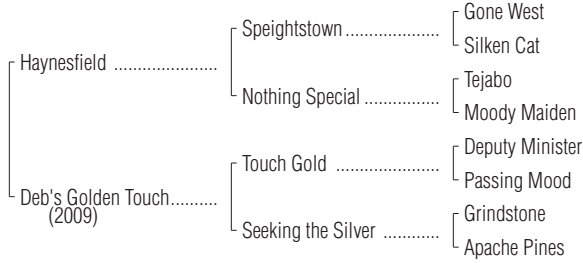 Gone West
Speightstown
Silken Cat
Haynesfield
Tejabo
Nothing Special
Moody Maiden
Deputy Minister
Touch Gold
Passing Mood
Deb's Golden Touch
(2009)
Grindstone
Seeking the Silver
Apache Pines